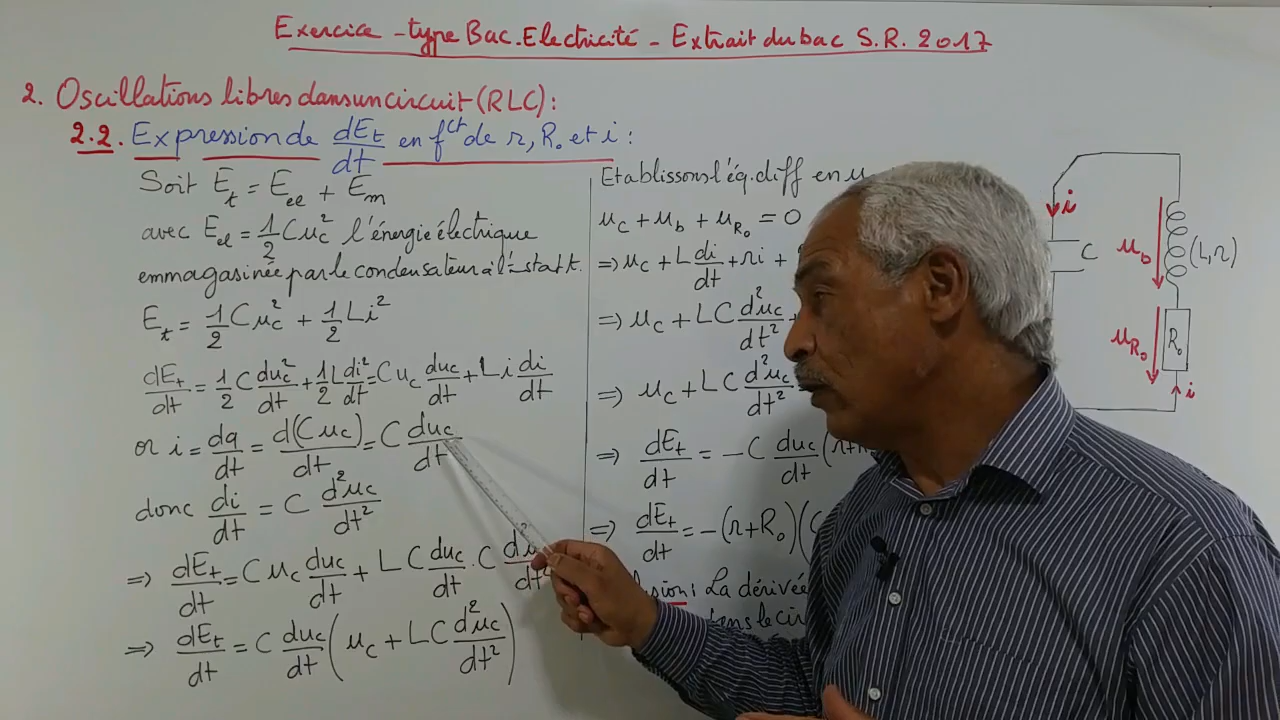 Exercice - type Bac. Electricité - Extrait du bac S.R. 2017
2. Oscillations libres dans un circuit (RLC) :
2.2. Expression de dEt/dt en fct de r, R₀ et i :
Soit Et = Eel + Em
avec Eel = 1/2 Cuc² l'énergie électrique
emmagasinée par le condensateur à l'instant t.
Et = 1/2 Cuc² + 1/2 Li²
dEt/dt = 1/2 C duc²/dt + 1/2 L di²/dt = Cuc duc/dt + Li di/dt
or i = dq/dt = d(Cuc)/dt = C duc/dt
donc di/dt = C d²uc/dt²
=> dEt/dt = Cuc duc/dt + LC duc/dt . C
=> dEt/dt = C duc/dt (uc + LC d²uc/dt²)
Etablissons l'éq. diff en u
uc + ub + uR₀ = 0
=> uc + L di/dt + ri +
=> uc + LC d²uc/dt² +
=> uc + LC d²uc/dt²
=> dEt/dt = -C duc/dt (r+
=> dEt/dt = -(r+R₀)(
: La dérivée
i
C
ub
(L,r)
uR₀
R₀
i